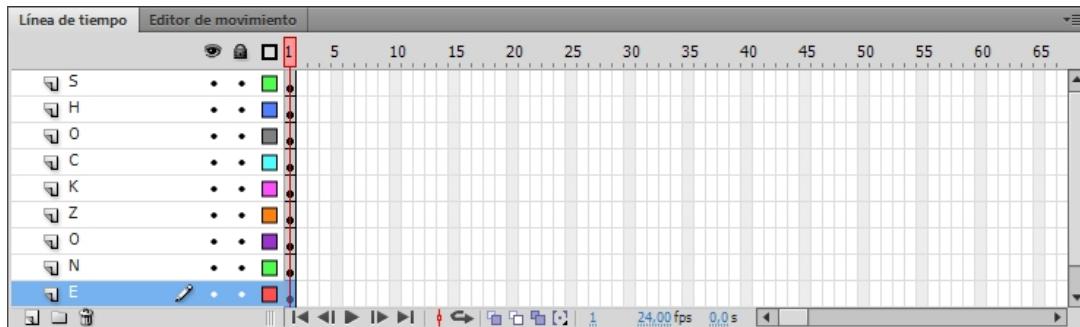 Línea de tiempo Editor de movimiento
1 5 10 15 20 25 30 35 40 45 50 55 60 65
S
H
O
C
K
Z
O
N
E
1 24,00 fps 0,0 s